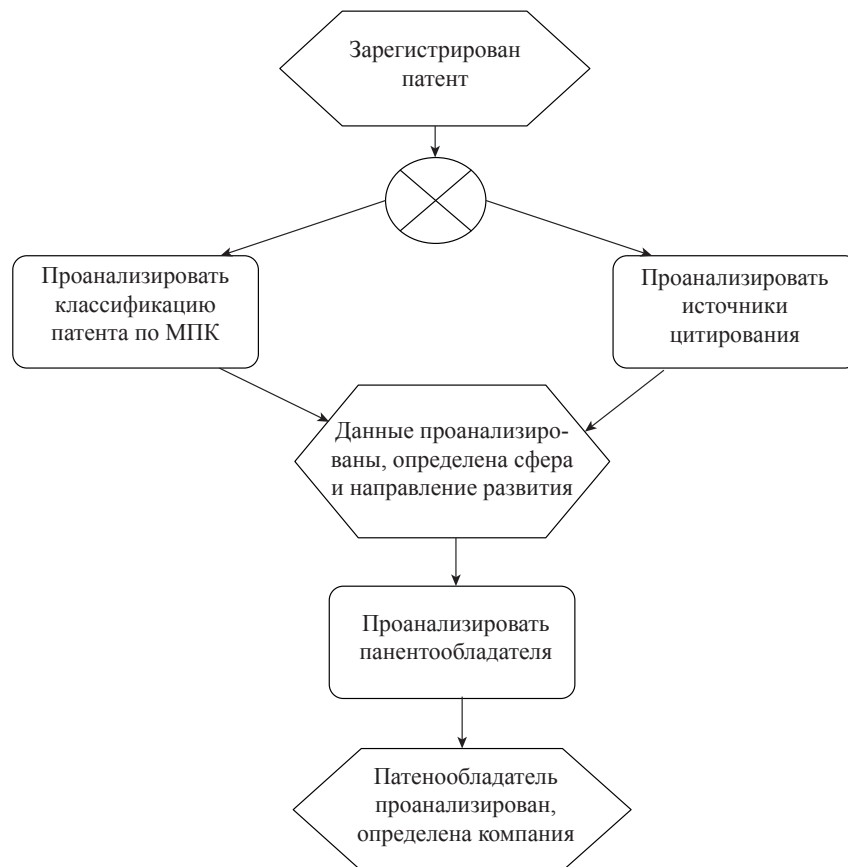 Зарегистрирован
патент
Проанализировать
классификацию
патента по МПК
Проанализировать
источники
цитирования
Данные проанализиро-
ваны, определена сфера
и направление развития
Проанализировать
панентообладателя
Патенообладатель
проанализирован,
определена компания